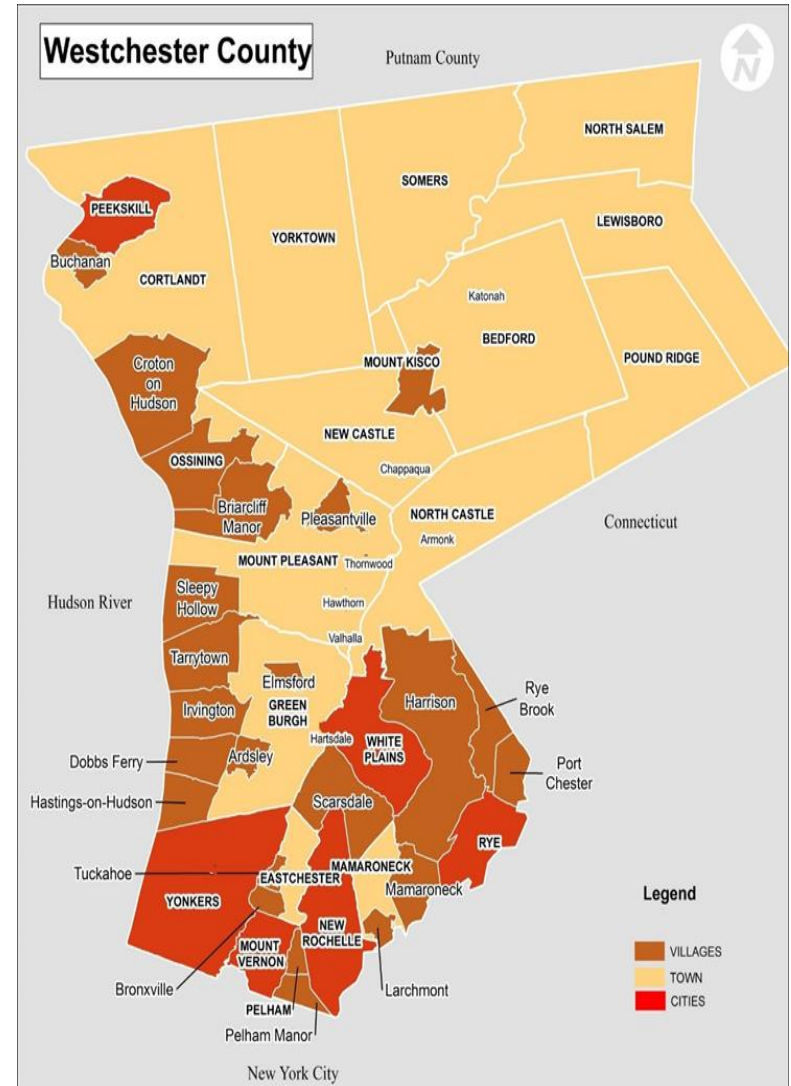 Westchester County
Putnam County
N
NORTH SALEM
SOMERS
PEEKSKILL
LEWISBORO
YORKTOWN
Buchanan
CORTLANDT
Katonah
BEDFORD
POUND RIDGE
MOUNT KISCO
Croton
on
Hudson
NEW CASTLE
OSSINING
Chappaqua
Briarcliff
Manor
Pleasantville
NORTH CASTLE
Armonk
Connecticut
MOUNT PLEASANT
Thornwood
Sleepy
Hollow
Hudson River
Hawthorn
Valhalla
Tarrytown
Elmsford
Harrison
Rye
Brook
Irvington
GREEN
BURGH
Hartsdale
WHITE
PLAINS
Dobbs Ferry
Ardsley
Port
Chester
Hastings-on-Hudson
Scarsdale
RYE
Tuckahoe
EASTCHESTER
MAMARONECK
Mamaroneck
YONKERS
Legend
NEW
ROCHELLE
MOUNT
VERNON
VILLAGES
TOWN
CITIES
Bronxville
Larchmont
PELHAM
Pelham Manor
New York City